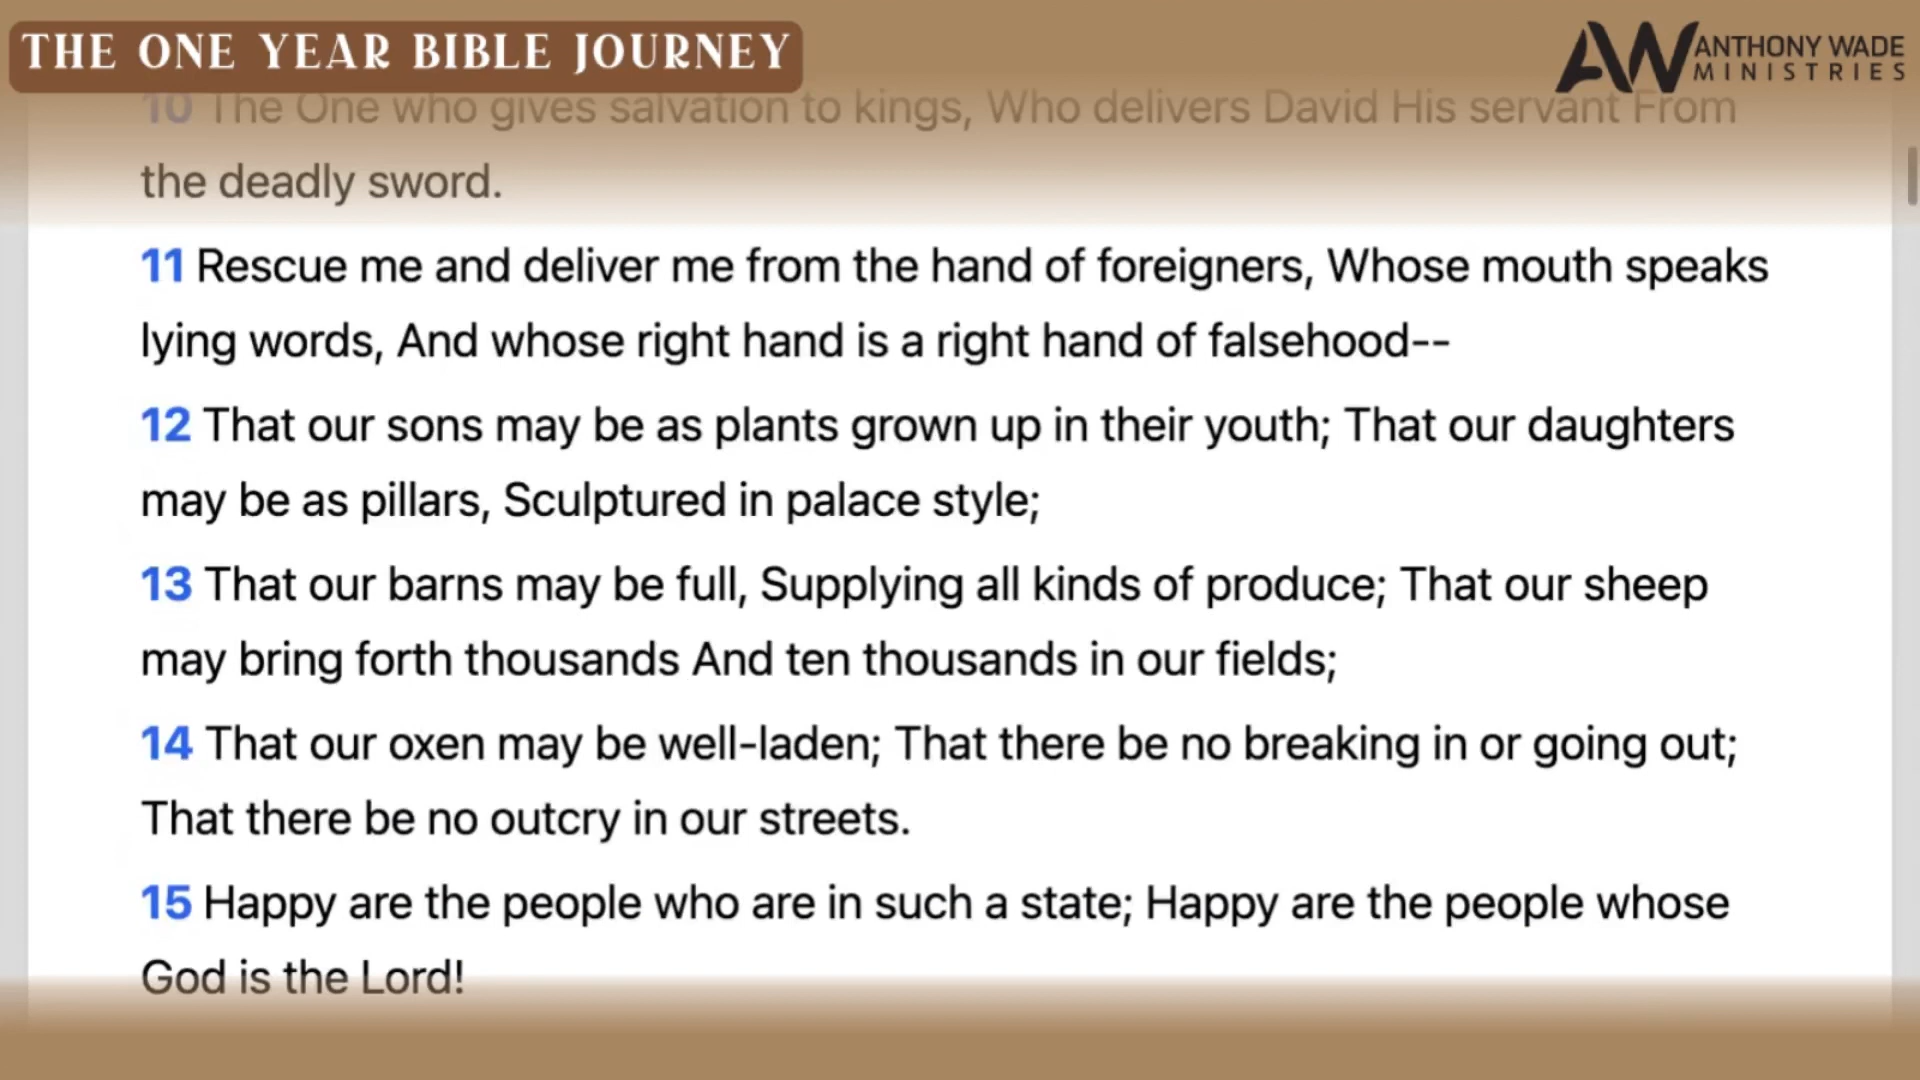 THE ONE YEAR BIBLE JOURNEY
AW ANTHONY WADE
MINISTRIES
10 The One who gives salvation to kings, Who delivers David His servant From
the deadly sword.
11 Rescue me and deliver me from the hand of foreigners, Whose mouth speaks
lying words, And whose right hand is a right hand of falsehood--
12 That our sons may be as plants grown up in their youth; That our daughters
may be as pillars, Sculptured in palace style;
13 That our barns may be full, Supplying all kinds of produce; That our sheep
may bring forth thousands And ten thousands in our fields;
14 That our oxen may be well-laden; That there be no breaking in or going out;
That there be no outcry in our streets.
15 Happy are the people who are in such a state; Happy are the people whose
God is the Lord!